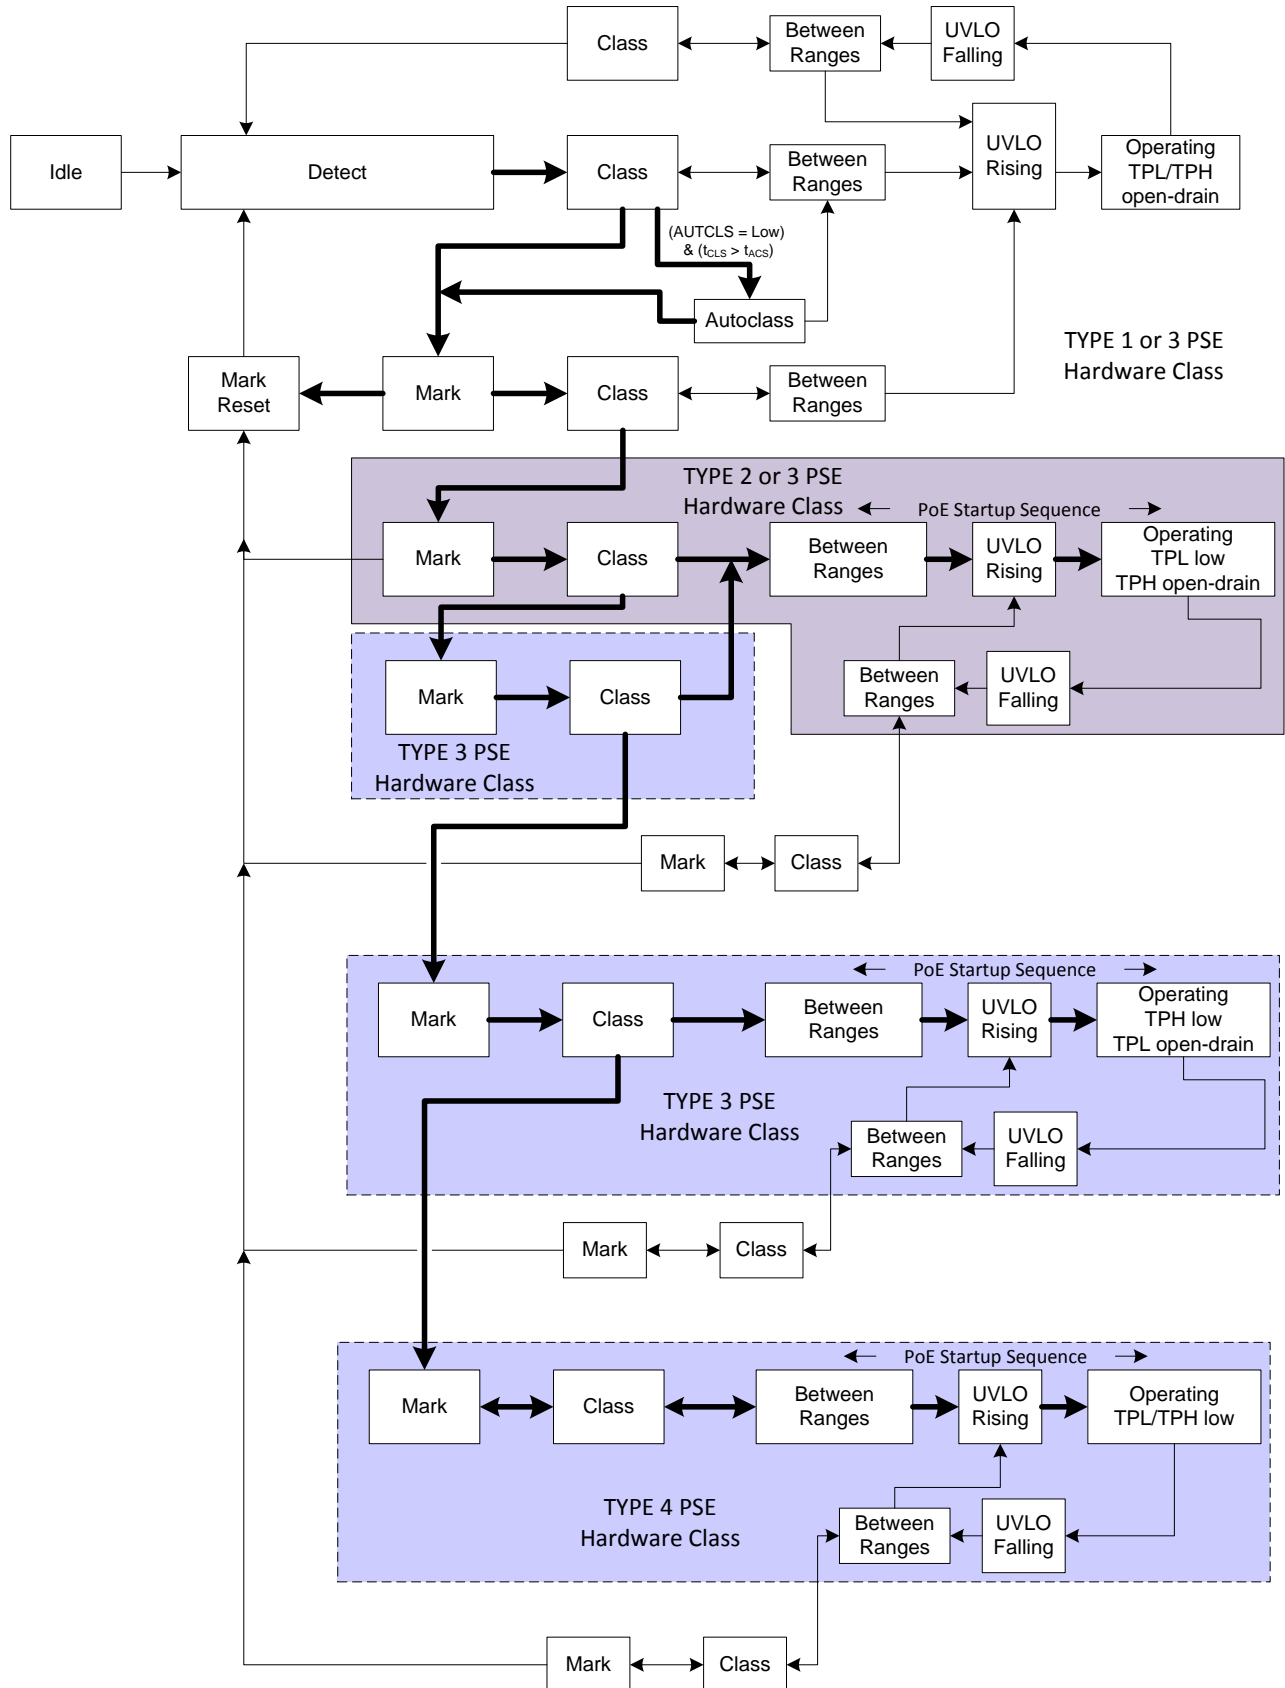 Class
Between
Ranges
UVLO
Falling
Idle
Detect
Class
Between
Ranges
UVLO
Rising
Operating
TPL/TPH
open-drain
(AUTCLS = Low)
& (tCLS > tACS)
Autoclass
TYPE 1 or 3 PSE
Hardware Class
Mark
Reset
Mark
Class
Between
Ranges
TYPE 2 or 3 PSE
Hardware Class
PoE Startup Sequence
Mark
Class
Between
Ranges
UVLO
Rising
Operating
TPL low
TPH open-drain
Mark
Class
Between
Ranges
UVLO
Falling
TYPE 3 PSE
Hardware Class
Mark
Class
PoE Startup Sequence
Mark
Class
Between
Ranges
UVLO
Rising
Operating
TPH low
TPL open-drain
TYPE 3 PSE
Hardware Class
Between
Ranges
UVLO
Falling
Mark
Class
PoE Startup Sequence
Mark
Class
Between
Ranges
UVLO
Rising
Operating
TPL/TPH low
TYPE 4 PSE
Hardware Class
Between
Ranges
UVLO
Falling
Mark
Class